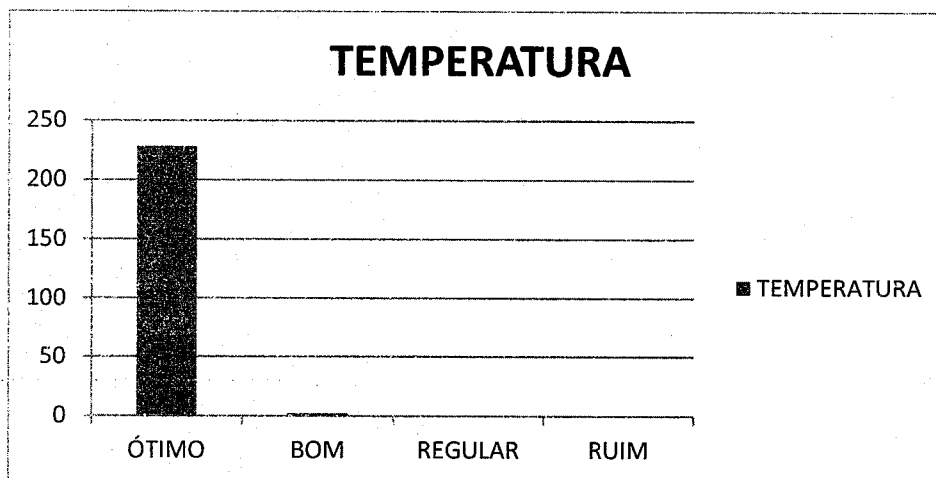 TEMPERATURA
250
200
150
100
50
0
ÓTIMO BOM REGULAR RUIM
TEMPERATURA